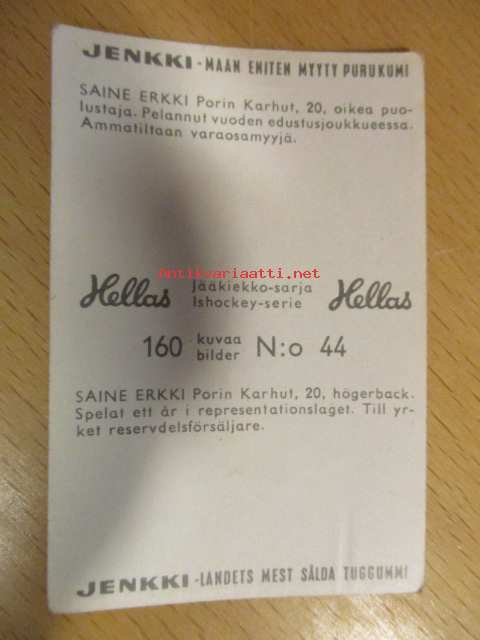 JENKKI - MAAN ENITEN MYYTY PURUKUMI
SAINE ERKKI Porin Karhut, 20, oikea puo-
lustaja. Pelannut vuoden edustusjoukkueessa.
Ammatiltaan varaosamyyjä.
Antikvariaatti.net
Hellas Jääkiekko-sarja Hellas
Ishockey-serie
160 kuvaa N:o 44
bilder
SAINE ERKKI Porin Karhut, 20, högerback.
Spelat ett år i representationslaget. Till yr-
ket reservdelsförsäljare.
JENKKI - LANDETS MEST SÅLDA TUGGUMMI